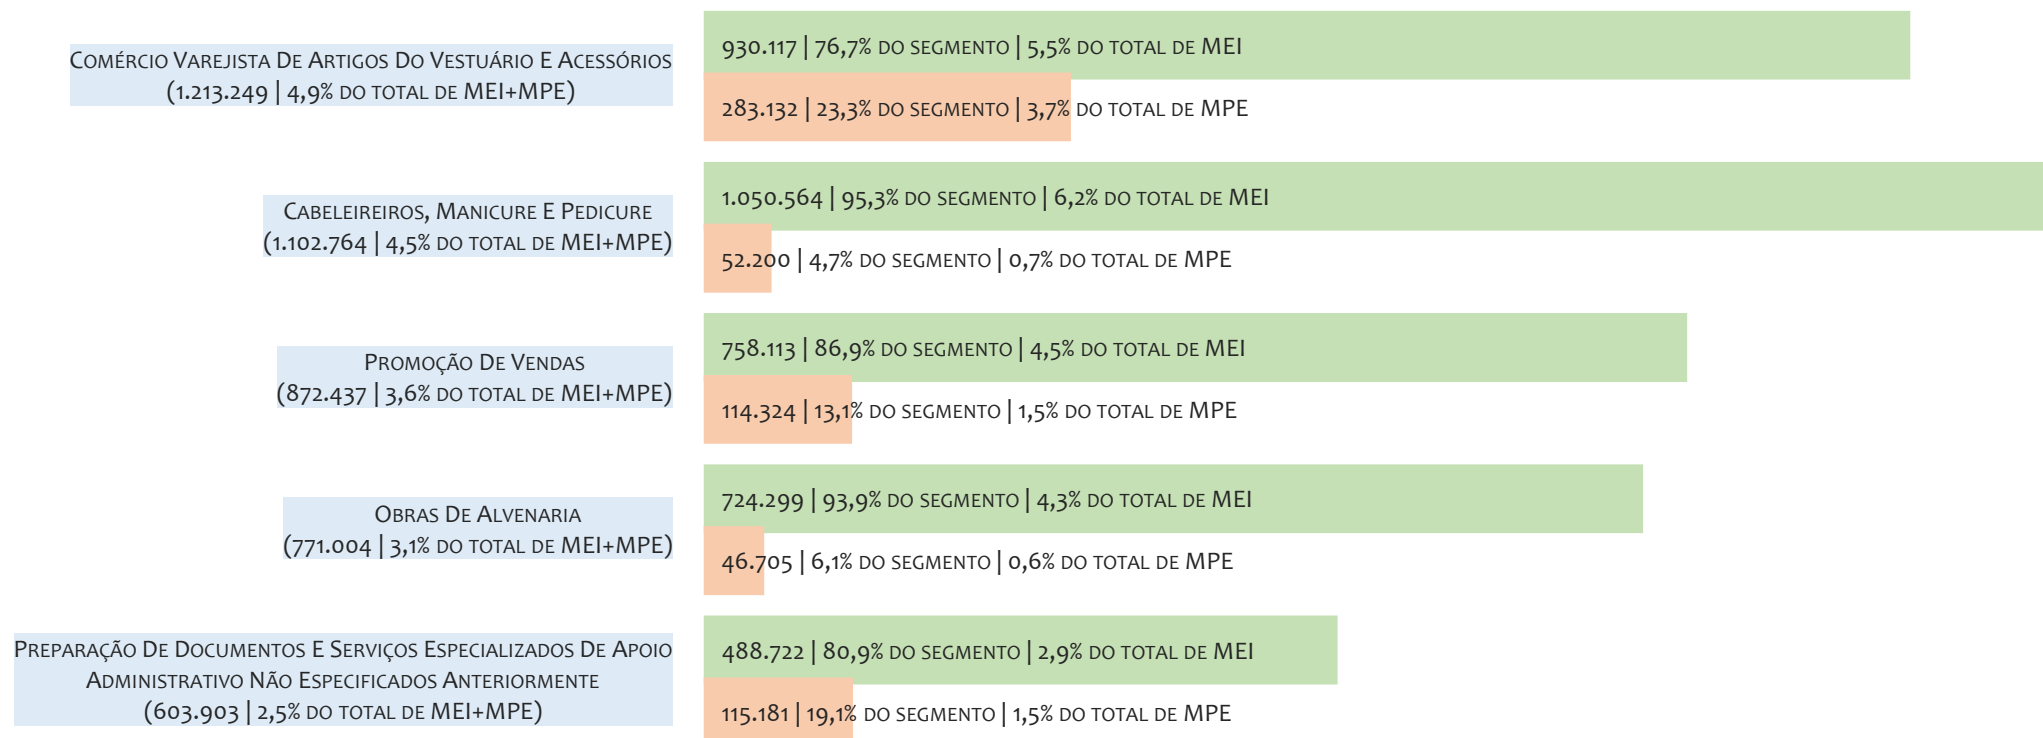 Comércio Varejista De Artigos Do Vestuário E Acessórios
(1.213.249 | 4,9% do total de MEI+MPE)
930.117 | 76,7% do segmento | 5,5% do total de MEI
283.132 | 23,3% do segmento | 3,7% do total de MPE
Cabeleireiros, Manicure E Pedicure
(1.102.764 | 4,5% do total de MEI+MPE)
1.050.564 | 95,3% do segmento | 6,2% do total de MEI
52.200 | 4,7% do segmento | 0,7% do total de MPE
Promoção De Vendas
(872.437 | 3,6% do total de MEI+MPE)
758.113 | 86,9% do segmento | 4,5% do total de MEI
114.324 | 13,1% do segmento | 1,5% do total de MPE
Obras De Alvenaria
(771.004 | 3,1% do total de MEI+MPE)
724.299 | 93,9% do segmento | 4,3% do total de MEI
46.705 | 6,1% do segmento | 0,6% do total de MPE
Preparação De Documentos E Serviços Especializados De Apoio
Administrativo Não Especificados Anteriormente
(603.903 | 2,5% do total de MEI+MPE)
488.722 | 80,9% do segmento | 2,9% do total de MEI
115.181 | 19,1% do segmento | 1,5% do total de MPE